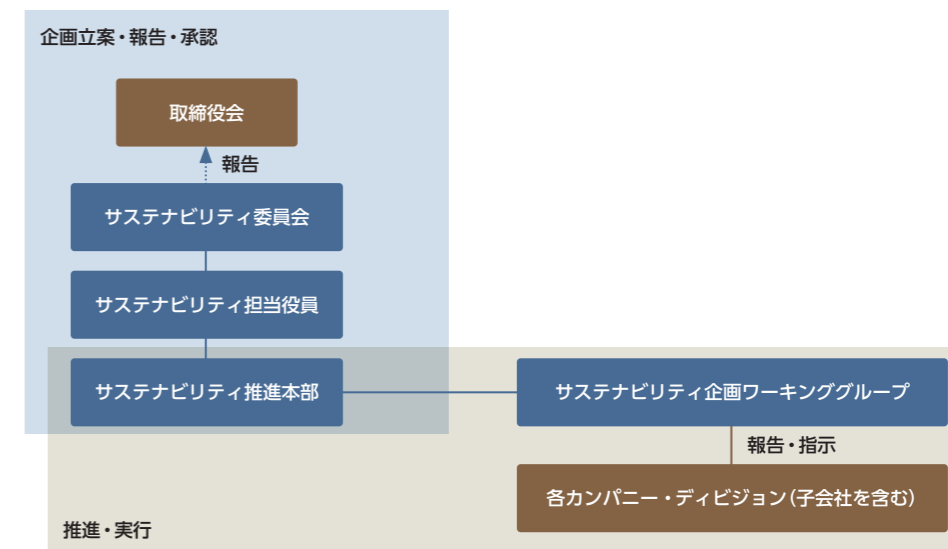 企画立案・報告・承認
取締役会
報告
サステナビリティ委員会
サステナビリティ担当役員
サステナビリティ推進本部
サステナビリティ企画ワーキンググループ
報告・指示
各カンパニー・ディビジョン(子会社を含む)
推進・実行